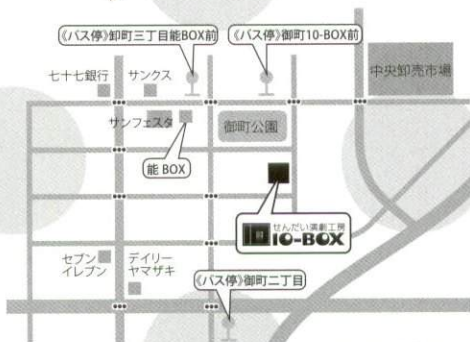 《バス停》卸町三丁目能BOX前
《バス停》御町10-BOX前
七十七銀行
サンクス
中央卸売市場
サンフェスタ
御町公園
能 BOX
せんだい演劇工房
10-BOX
セブン
イレブン
デイリー
ヤマザキ
《バス停》御町二丁目